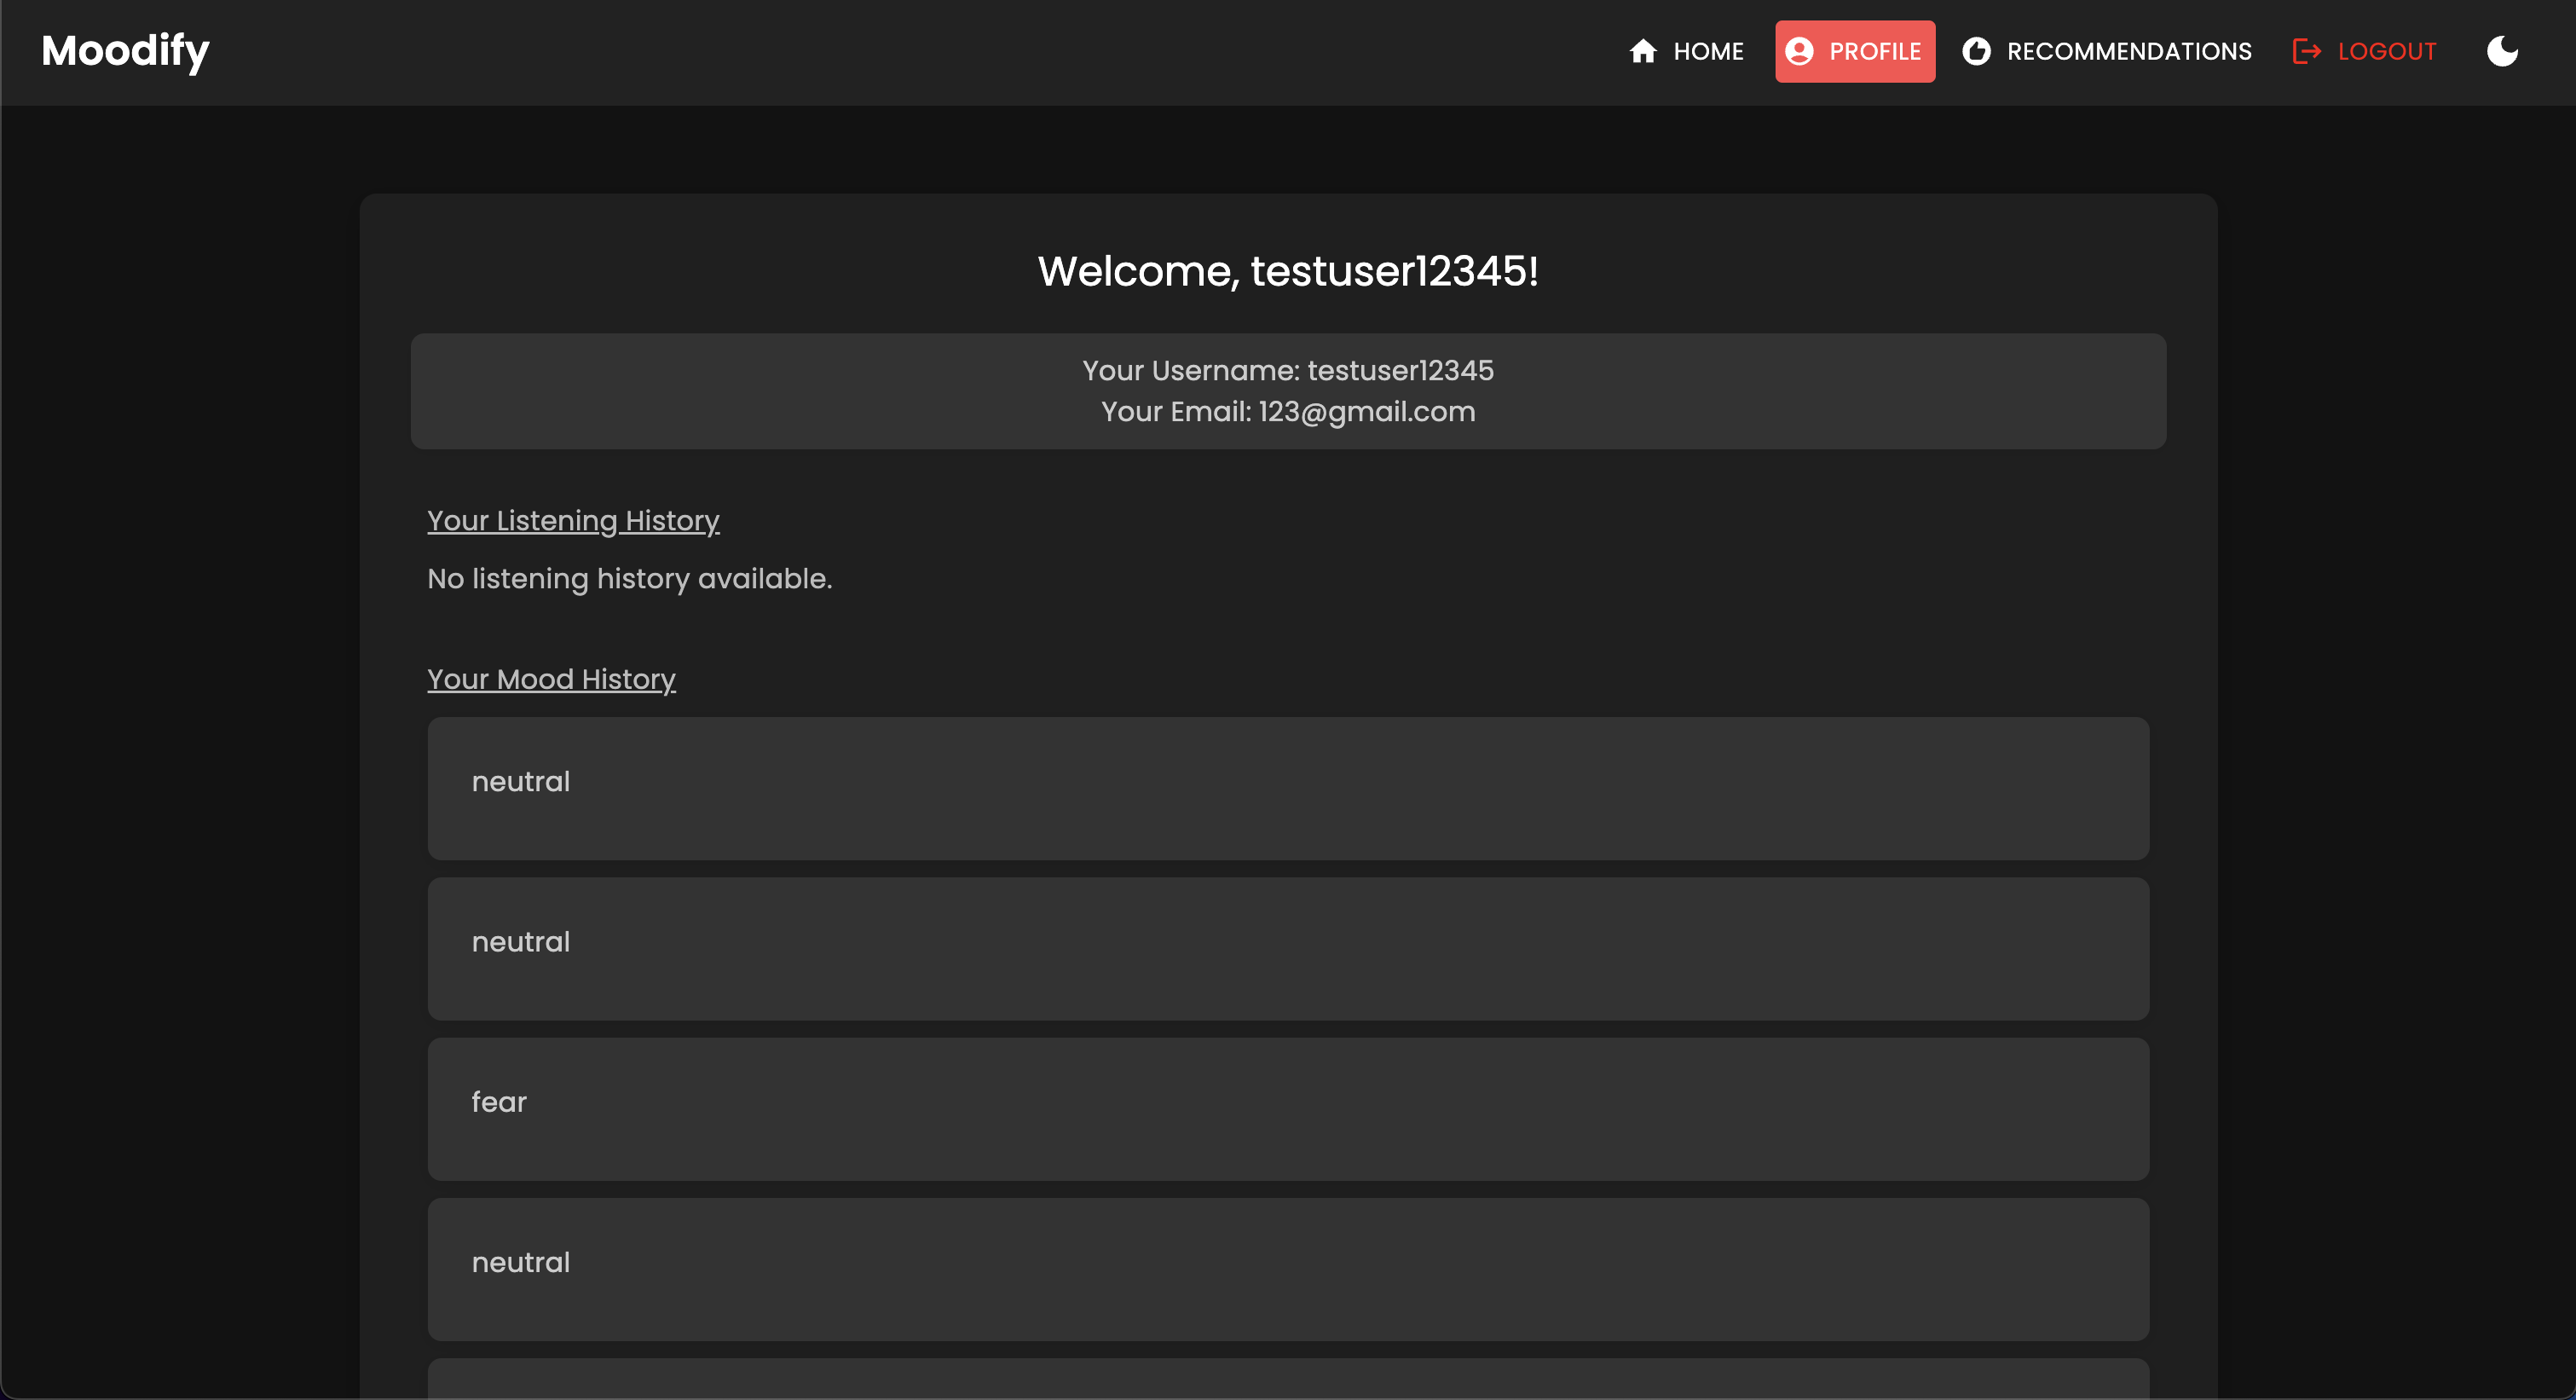 Moodify
HOME
PROFILE
RECOMMENDATIONS
LOGOUT
Welcome, testuser12345!
Your Username: testuser12345
Your Email: 123@gmail.com
Your Listening History
No listening history available.
Your Mood History
neutral
neutral
fear
neutral